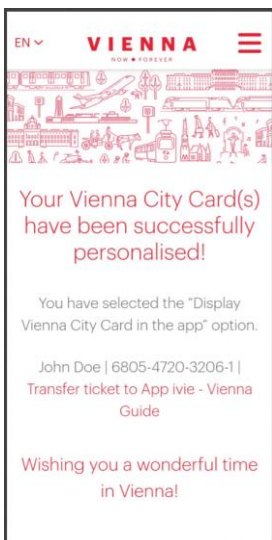 EN
VIENNA
NOW FOREVER
Your Vienna City Card(s)
have been successfully
personalised!
You have selected the “Display
Vienna City Card in the app” option.
John Doe | 6805-4720-3206-1 |
Transfer ticket to App ivie - Vienna
Guide
Wishing you a wonderful time
in Vienna!